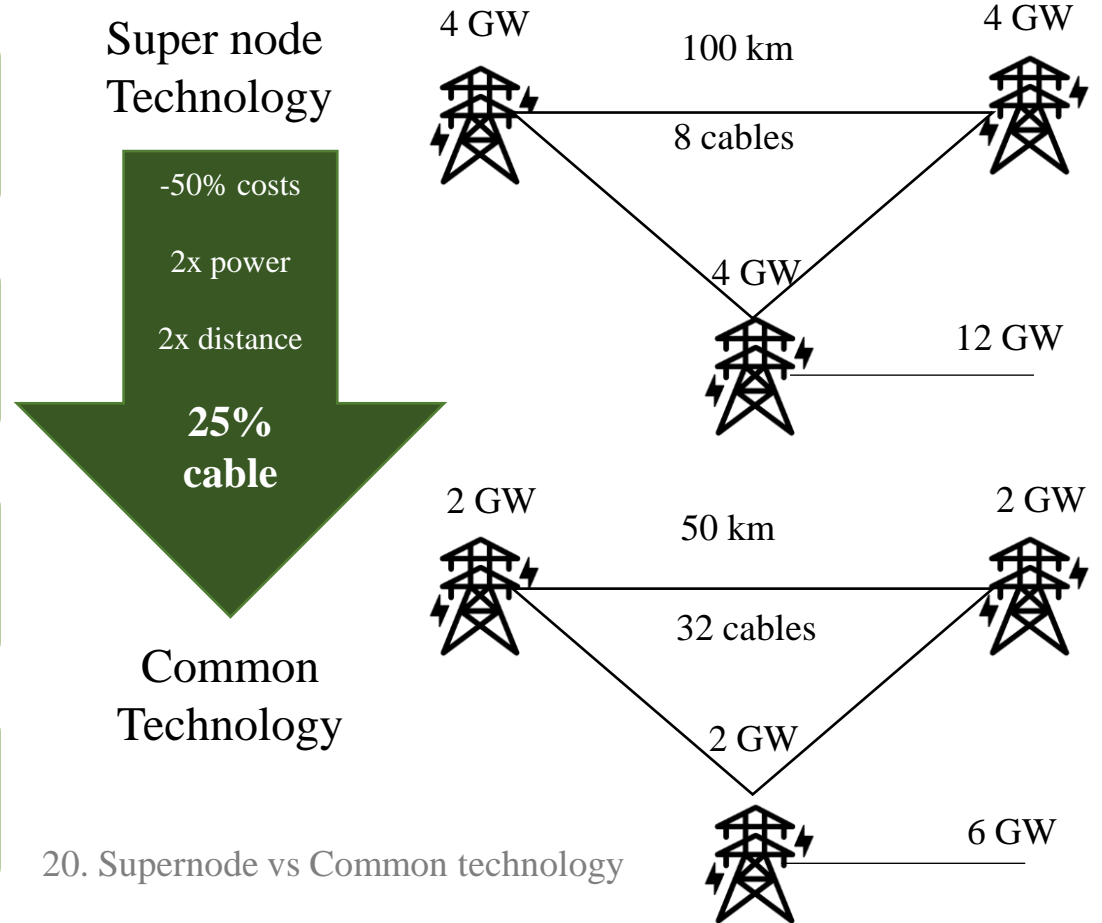 Super node
Technology
-50% costs
2x power
2x distance
25%
cable
Common
Technology
4 GW
4 GW
100 km
8 cables
4 GW
12 GW
2 GW
2 GW
50 km
32 cables
2 GW
6 GW
20. Supernode vs Common technology